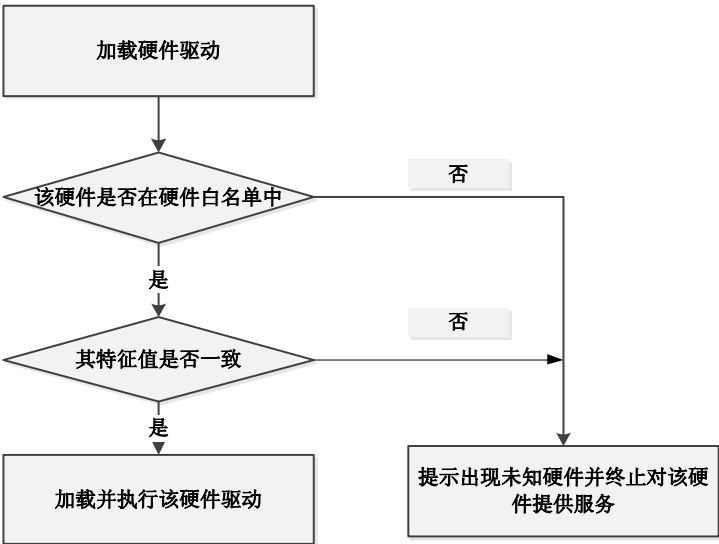 加载硬件驱动
该硬件是否在硬件白名单中
否
是
其特征值是否一致
否
是
加载并执行该硬件驱动
提示出现未知硬件并终止对该硬
件提供服务